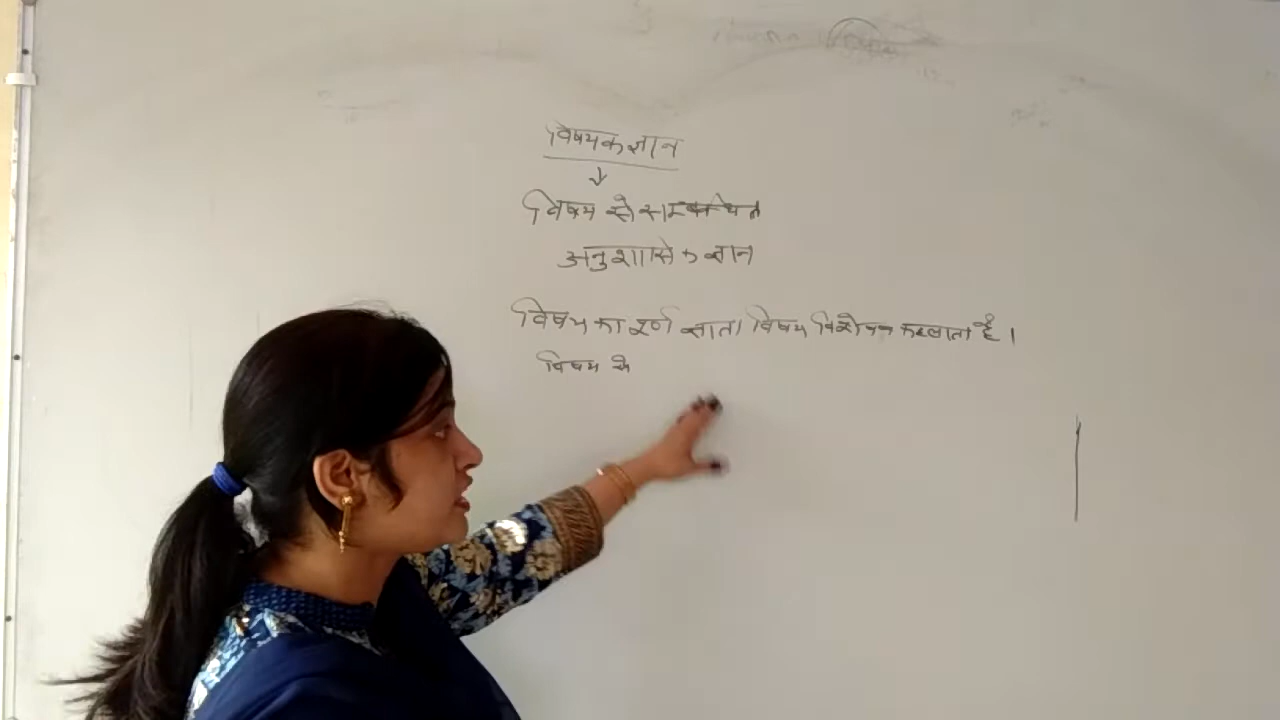 विषयक ज्ञान
विषय से सम्बन्धित
अनुशासिक ज्ञान
विषय का पूर्ण ज्ञाता विषय विशेषज्ञ कहलाता है।
विषय के